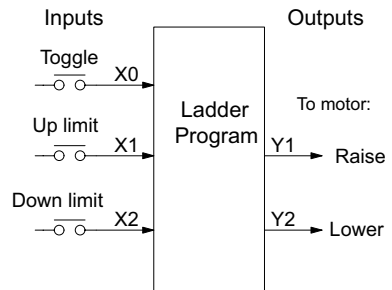 Inputs
Outputs
Toggle
X0
Ladder
Program
To motor:
Up limit
X1
Y1
Raise
Down limit
X2
Y2
Lower